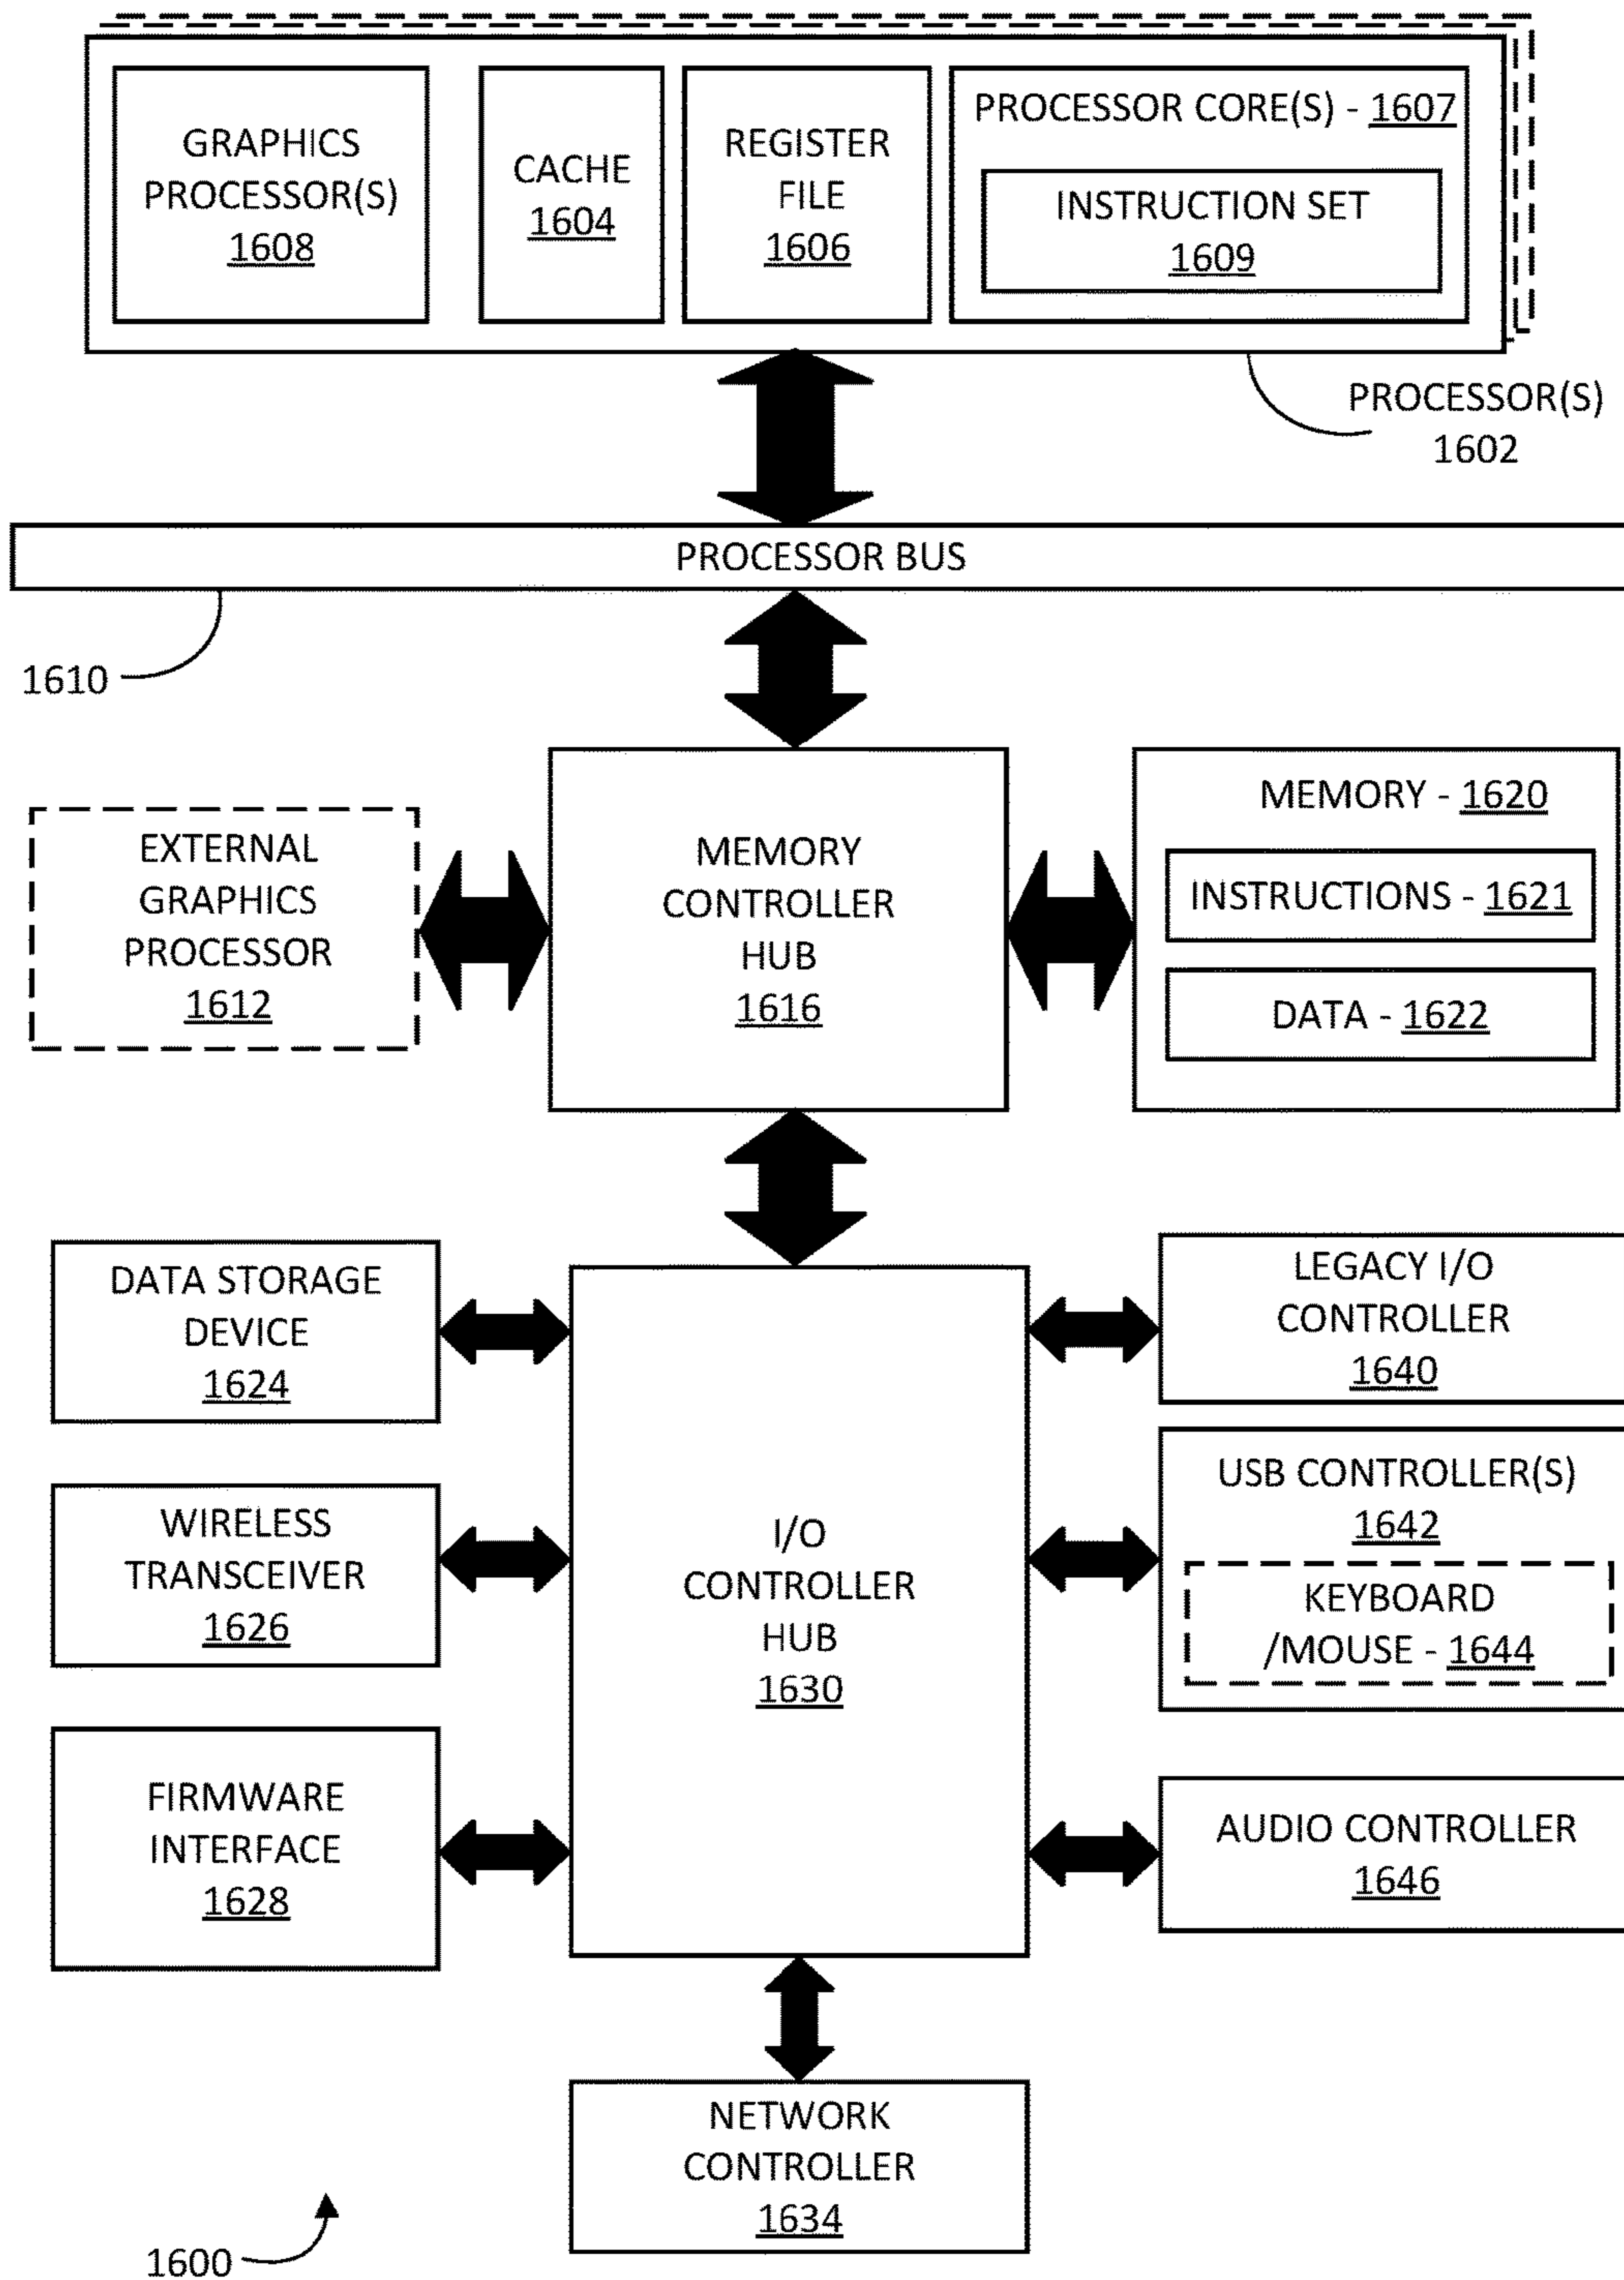 GRAPHICS
PROCESSOR(S)
1608
CACHE
1604
REGISTER
FILE
1606
PROCESSOR CORE(S) - 1607
INSTRUCTION SET
1609
PROCESSOR(S)
1602
PROCESSOR BUS
1610
EXTERNAL
GRAPHICS
PROCESSOR
1612
MEMORY
CONTROLLER
HUB
1616
MEMORY - 1620
INSTRUCTIONS - 1621
DATA - 1622
DATA STORAGE
DEVICE
1624
WIRELESS
TRANSCEIVER
1626
FIRMWARE
INTERFACE
1628
I/O
CONTROLLER
HUB
1630
LEGACY I/O
CONTROLLER
1640
USB CONTROLLER(S)
1642
KEYBOARD
/MOUSE - 1644
AUDIO CONTROLLER
1646
NETWORK
CONTROLLER
1634
1600